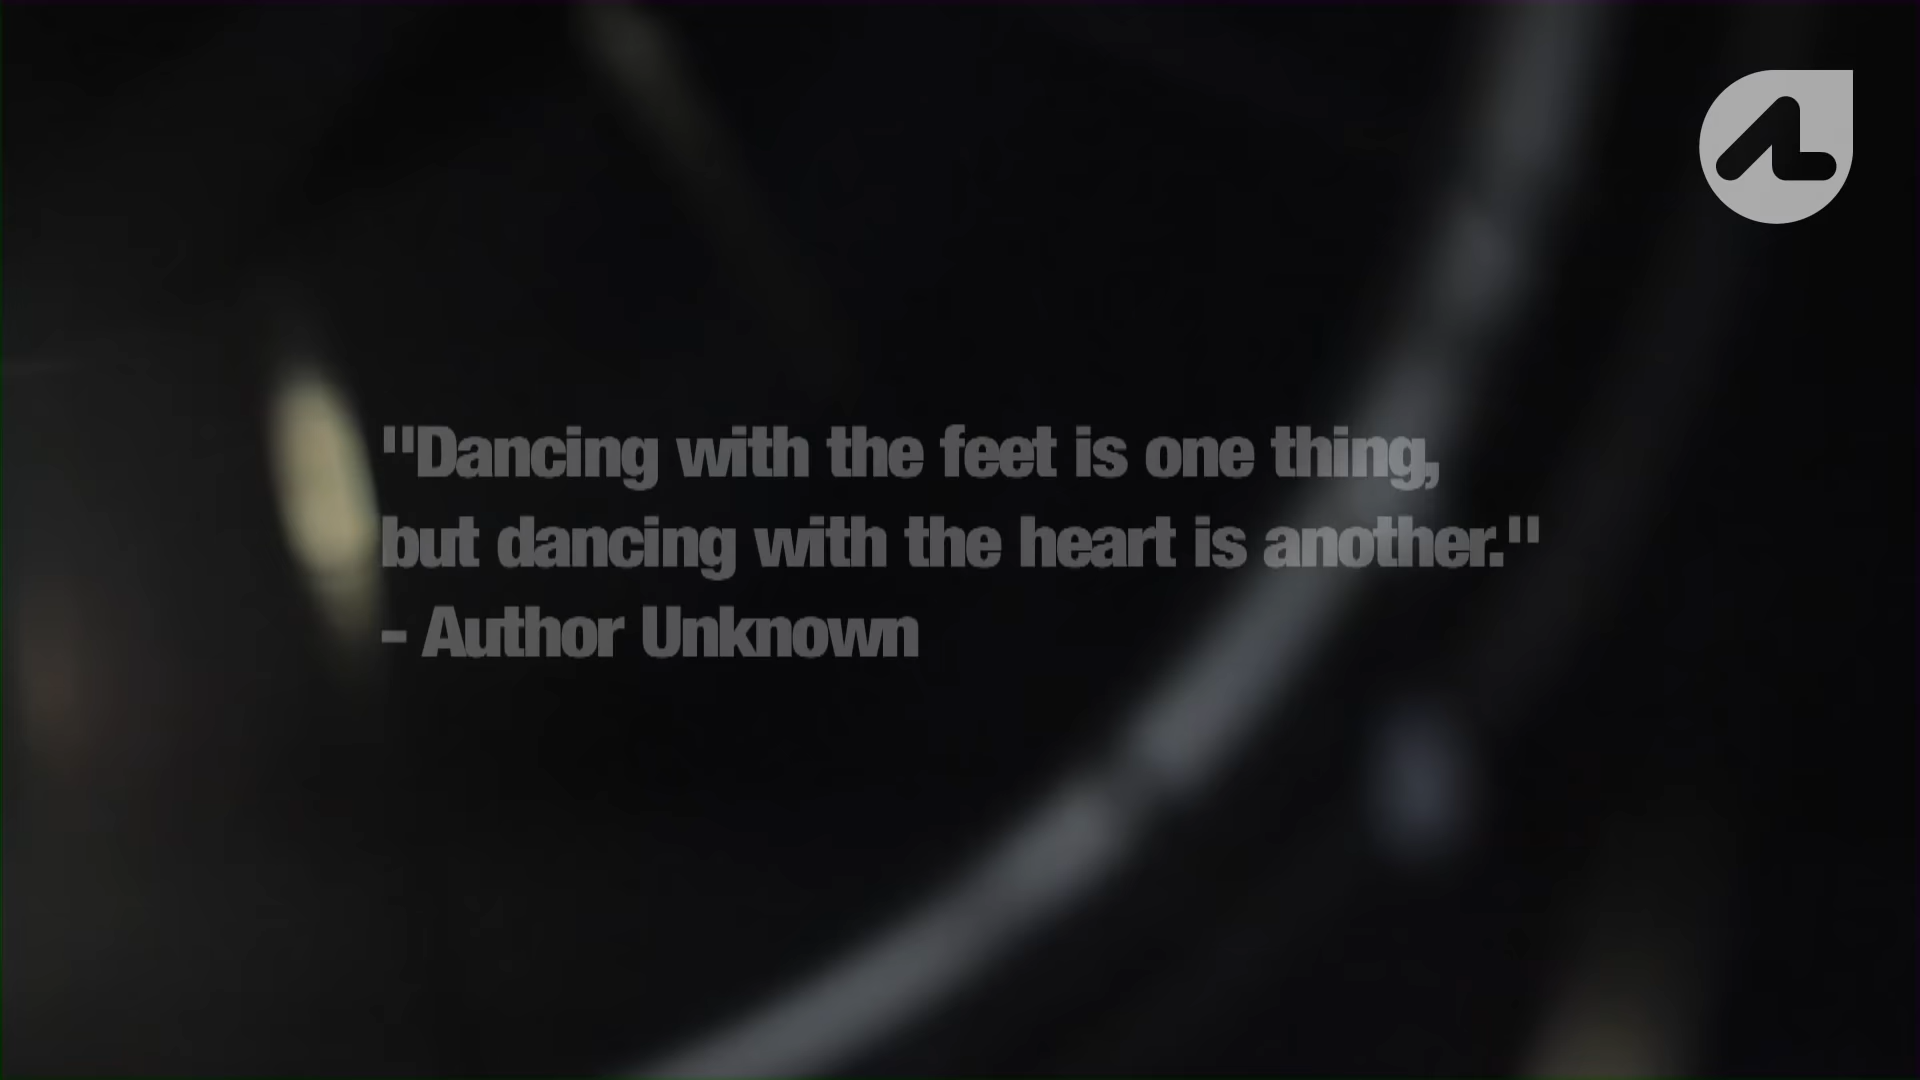 "Dancing with the feet is one thing,
but dancing with the heart is another."
- Author Unknown